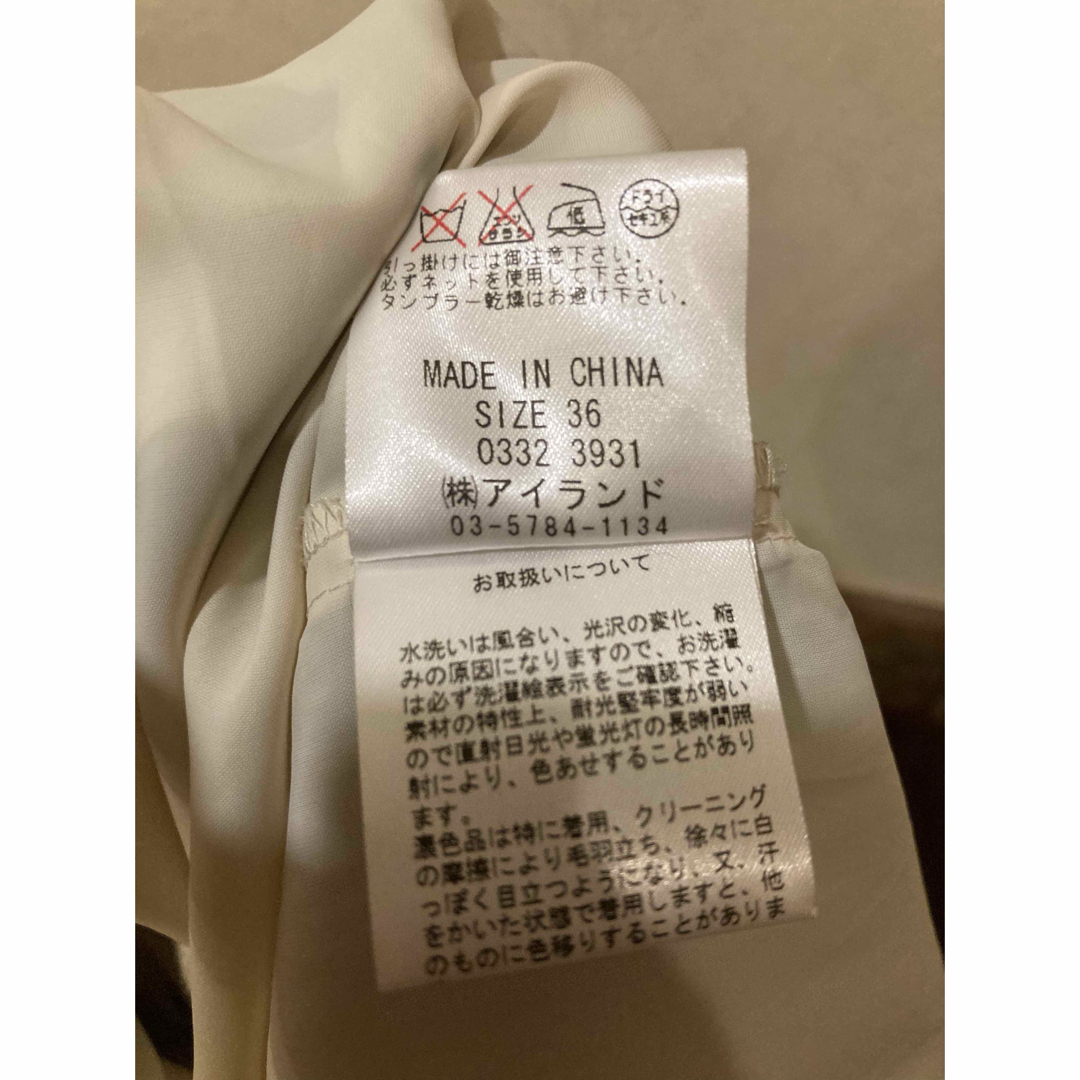 エンソ
サラシ
低
ドライ
セキユ系
引っ掛けには御注意下さい。
必ずネットを使用して下さい。
タンブラー乾燥はお避け下さい。
MADE IN CHINA
SIZE 36
0332 3931
㈱アイランド
03-5784-1134
お取扱いについて
水洗いは風合い、光沢の変化、縮
みの原因になりますので、お洗濯
は必ず洗濯絵表示をご確認下さい。
素材の特性上、耐光堅牢度が弱い
ので直射日光や蛍光灯の長時間照
射により、色あせすることがあり
ます。
濃色品は特に着用、クリーニング
の摩擦により毛羽立ち、徐々に白
っぽく目立つようになり、又、汗
をかいた状態で着用しますと、他
のものに色移りすることがありま